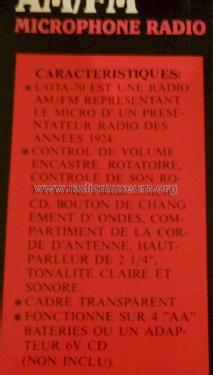 AM/FM
MICROPHONE RADIO
CARACTERISTIQUES:
* L'OTA-70 EST UNE RADIO
AM/FM REPRESENTANT
LE MICRO D' UN PRESE-
NTATEUR RADIO DES
ANNEES 1924.
* CONTROL DE VOLUME
ENCASTRE, ROTATOIRE,
CONTROLE DE SON RO-
www.radiomuseum.org
CD, BOUTON DE CHANG
EMENT D' ONDES, COM-
PARTIMENT DE LA COR-
DE D'ANTENNE, HAUT-
PARLEUR DE 2 1/4",
TONALITE CLAIRE ET
SONORE.
* CADRE TRANSPARENT.
* FONCTIONNE SUR 4 "AA"
BATERIES OU UN ADAP-
TEUR 6V CD
(NON INCLU).